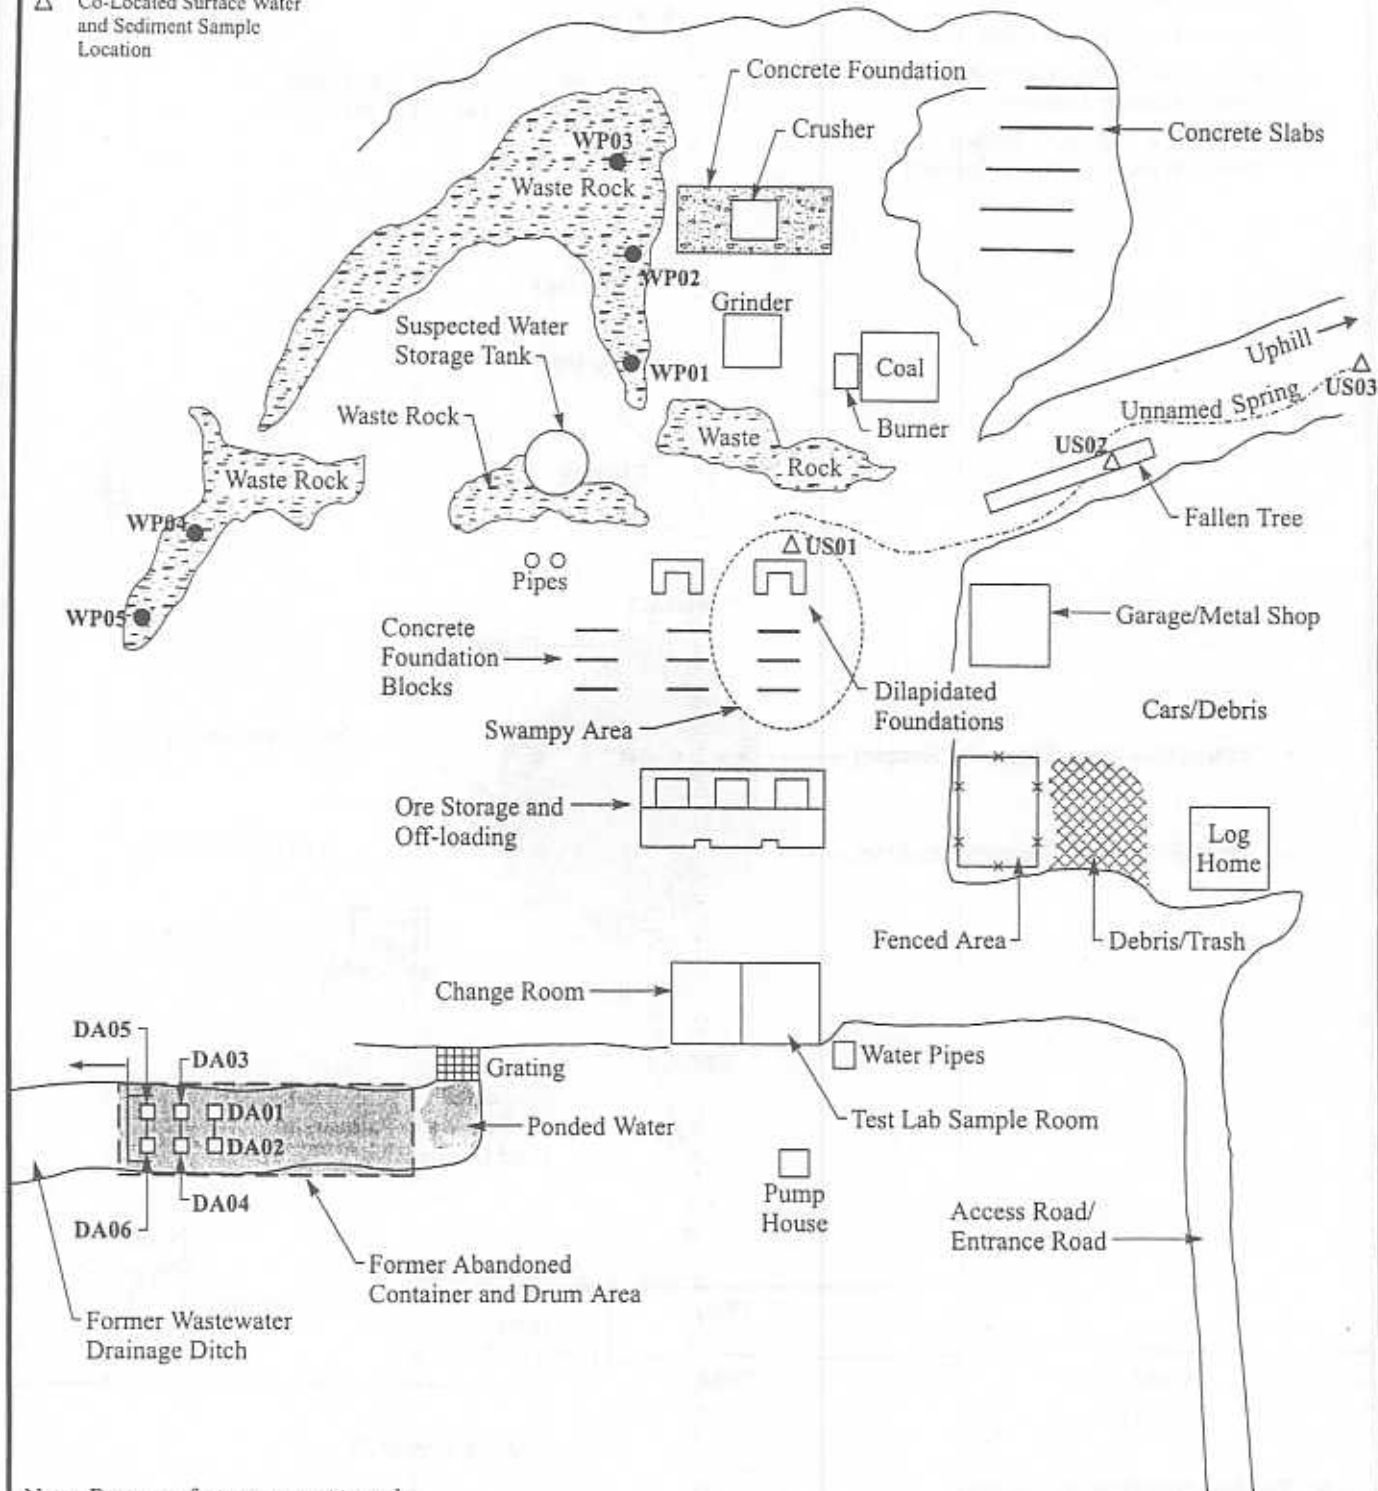 Co-Located Surface Water
and Sediment Sample
Location
Concrete Foundation
Crusher
Concrete Slabs
WP03
Waste Rock
WP02
Grinder
Suspected Water
Storage Tank
WP01
Coal
Burner
Uphill
US03
Unnamed Spring
US02
Fallen Tree
Waste Rock
Waste
Rock
Waste Rock
WP04
WP05
US01
Pipes
Garage/Metal Shop
Concrete
Foundation
Blocks
Dilapidated
Foundations
Swampy Area
Cars/Debris
Ore Storage and
Off-loading
Log
Home
Fenced Area
Debris/Trash
Change Room
DA05
DA03
Grating
Water Pipes
DA01
DA02
Ponded Water
Test Lab Sample Room
DA04
DA06
Pump
House
Access Road/
Entrance Road
Former Abandoned
Container and Drum Area
Former Wastewater
Drainage Ditch